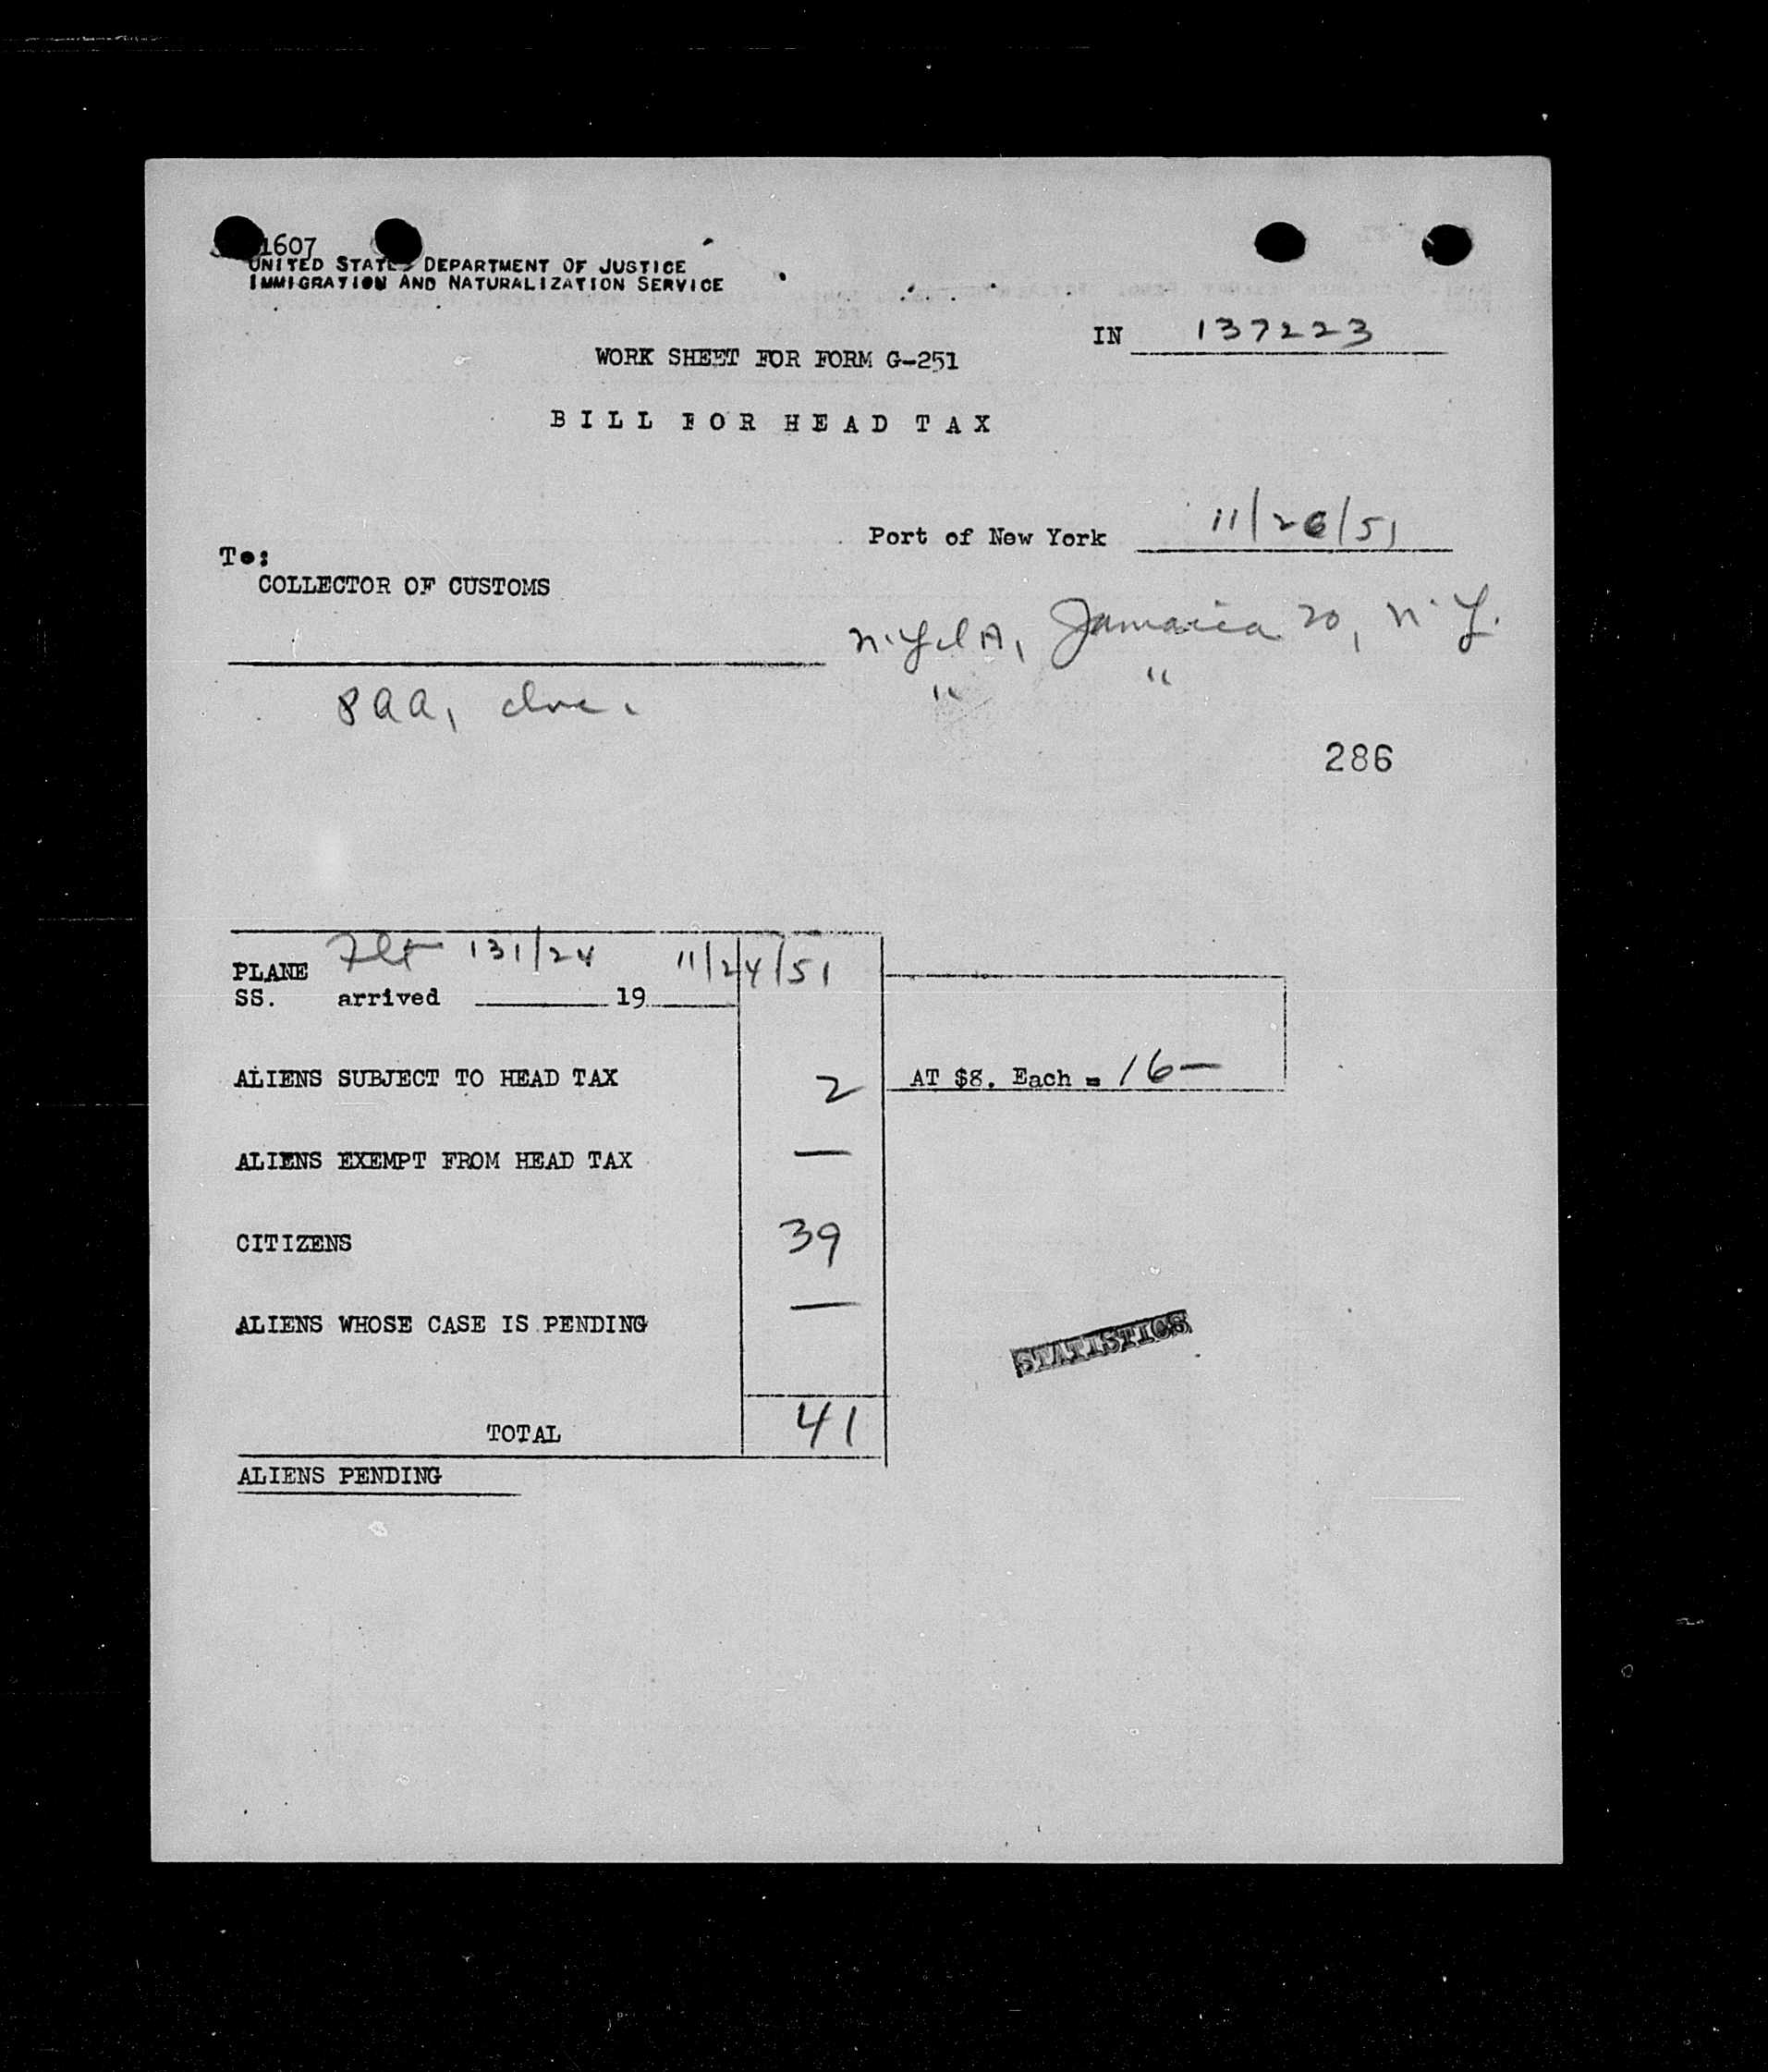 1607
UNITED STATES DEPARTMENT OF JUSTICE
IMMIGRATION AND NATURALIZATION SERVICE
IN 137223
WORK SHEET FOR FORM G-251
BILL FOR HEAD TAX
Port of New York 11/26/51
To:
COLLECTOR OF CUSTOMS
N.Y.I.A, Jamaica 20, N.Y.
PAA, Inc. " "
286
PLANE Flt 131/24 11/24/51
SS. arrived 19
ALIENS SUBJECT TO HEAD TAX 2 AT $8. Each = 16—
ALIENS EXEMPT FROM HEAD TAX —
CITIZENS 39
ALIENS WHOSE CASE IS PENDING —
STATISTICS
TOTAL 41
ALIENS PENDING